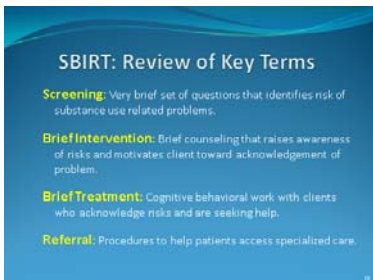 SBIRT: Review of Key Terms
Screening: Very brief set of questions that identifies risk of
substance use related problems.
Brief Intervention: Brief counseling that raises awareness
of risks and motivates client toward acknowledgement of
problem.
Brief Treatment: Cognitive behavioral work with clients
who acknowledge risks and are seeking help.
Referral: Procedures to help patients access specialized care.